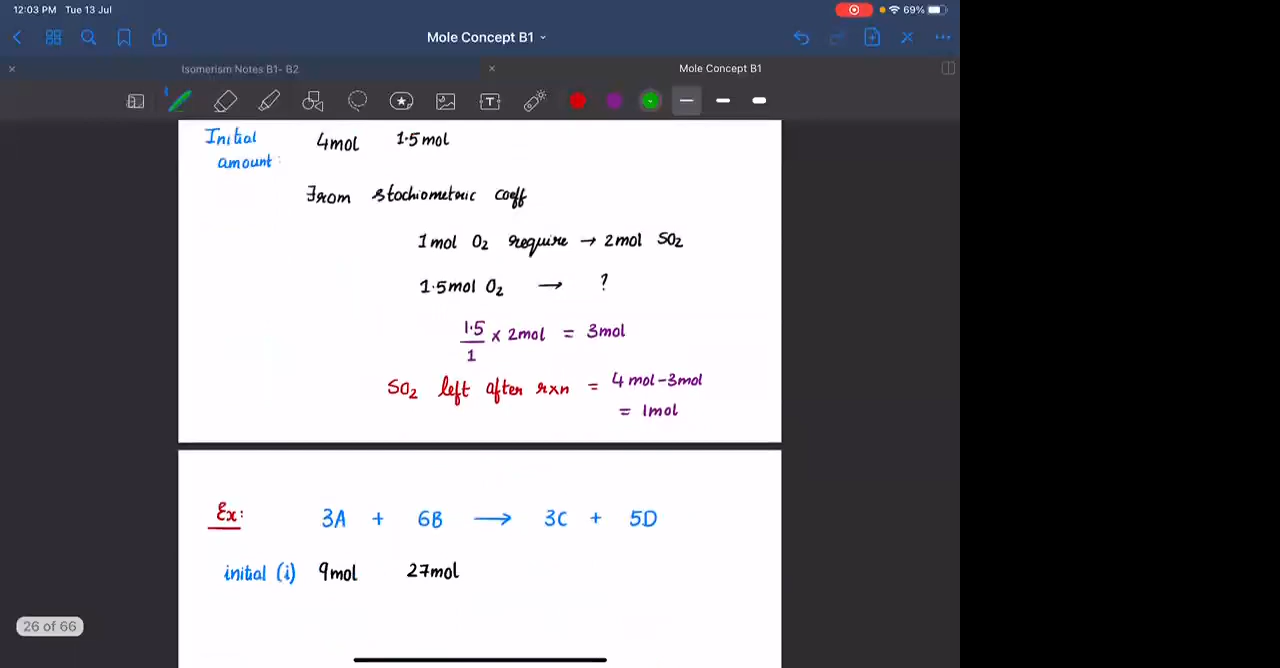 12:03 PM Tue 13 Jul
69%
Mole Concept B1
Isomerism Notes B1- B2
Mole Concept B1
Initial 4mol 1.5mol
amount:
From stochiometric coeff
1mol O₂ require → 2mol SO₂
1.5mol O₂ → ?
1.5/1 × 2mol = 3mol
SO₂ left after rxn = 4mol-3mol
= 1mol
Ex: 3A + 6B → 3C + 5D
initial (i) 9mol 27mol
26 of 66